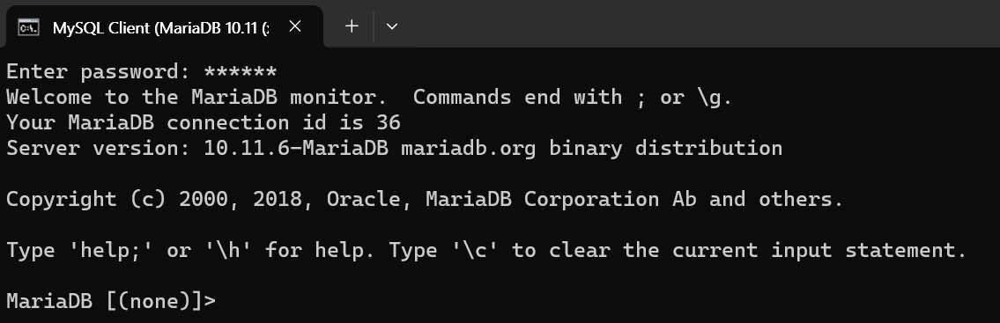 MySQL Client (MariaDB 10.11 (
Enter password: ******
Welcome to the MariaDB monitor.  Commands end with ; or \g.
Your MariaDB connection id is 36
Server version: 10.11.6-MariaDB mariadb.org binary distribution
Copyright (c) 2000, 2018, Oracle, MariaDB Corporation Ab and others.
Type 'help;' or '\h' for help. Type '\c' to clear the current input statement.
MariaDB [(none)]>